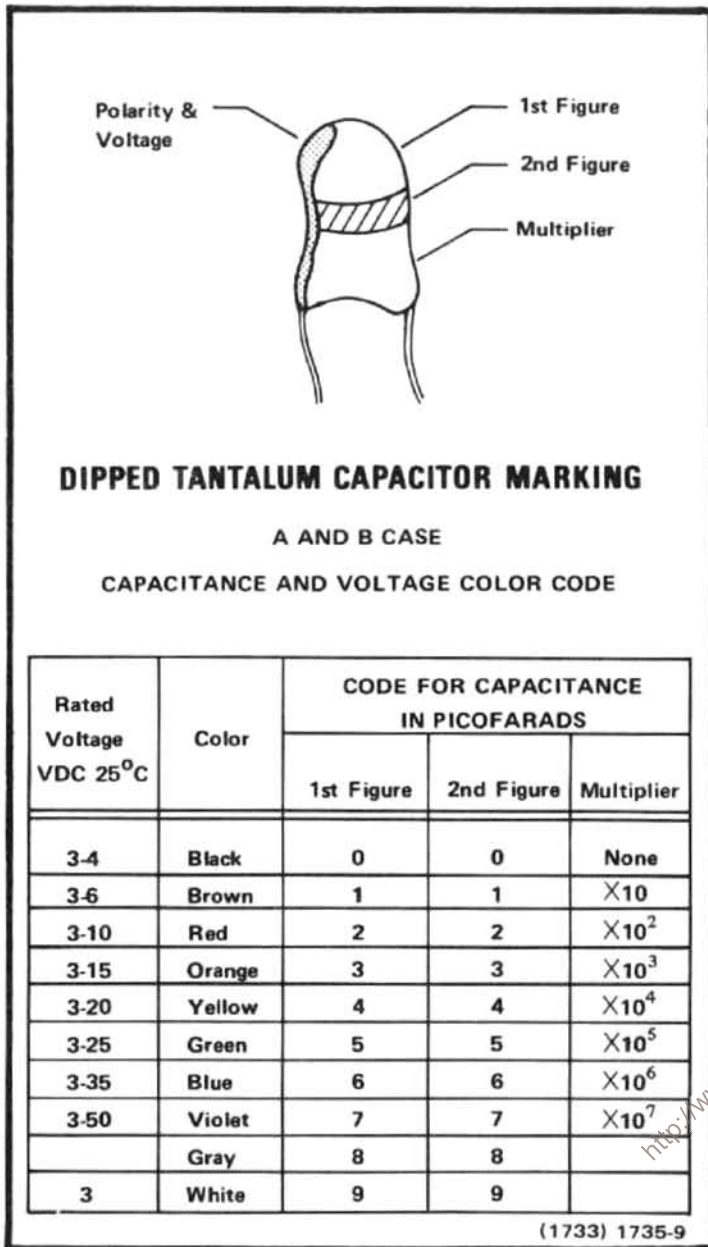 Polarity &
Voltage
1st Figure
2nd Figure
Multiplier
DIPPED TANTALUM CAPACITOR MARKING
A AND B CASE
CAPACITANCE AND VOLTAGE COLOR CODE
Rated
Voltage
VDC 25°C
Color
CODE FOR CAPACITANCE
IN PICOFARADS
1st Figure 2nd Figure Multiplier
3-4 Black 0 0 None
3-6 Brown 1 1 X10
3-10 Red 2 2 X10²
3-15 Orange 3 3 X10³
3-20 Yellow 4 4 X10⁴
3-25 Green 5 5 X10⁵
3-35 Blue 6 6 X10⁶
3-50 Violet 7 7 X10⁷
Gray 8 8
3 White 9 9
(1733) 1735-9